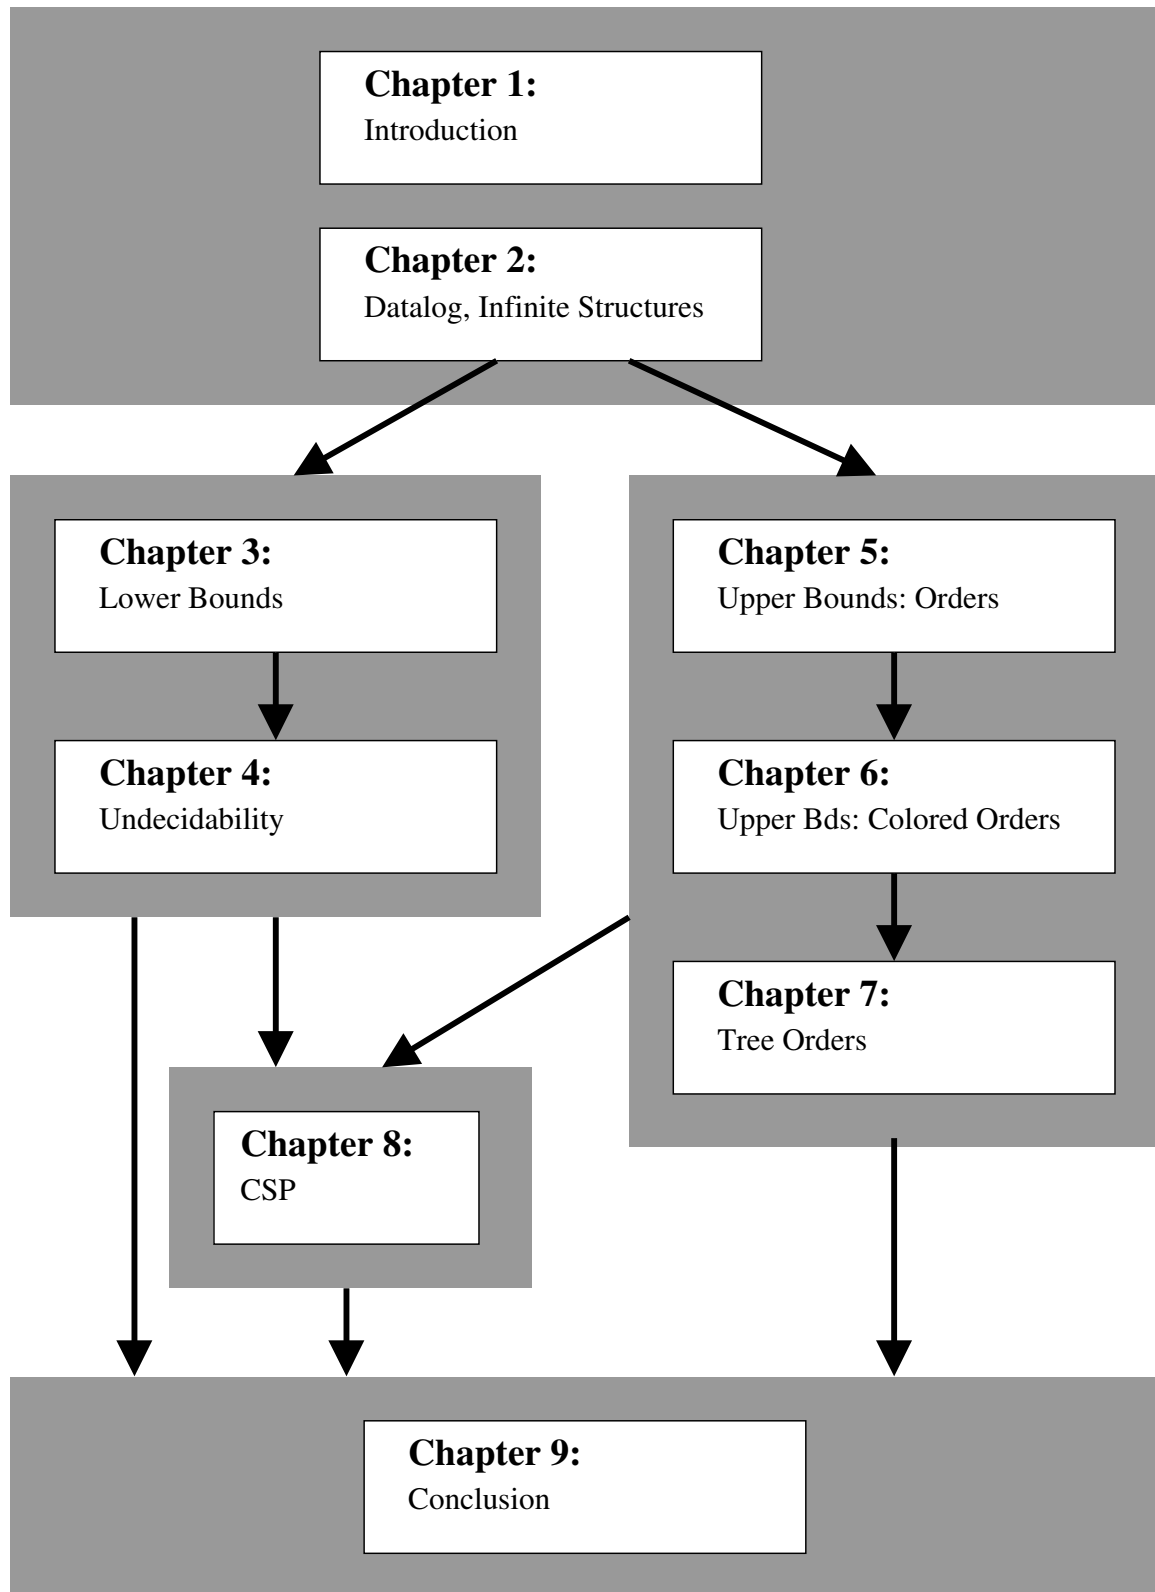 Chapter 1:
Introduction
Chapter 2:
Datalog, Infinite Structures
Chapter 3:
Lower Bounds
Chapter 4:
Undecidability
Chapter 5:
Upper Bounds: Orders
Chapter 6:
Upper Bds: Colored Orders
Chapter 7:
Tree Orders
Chapter 8:
CSP
Chapter 9:
Conclusion